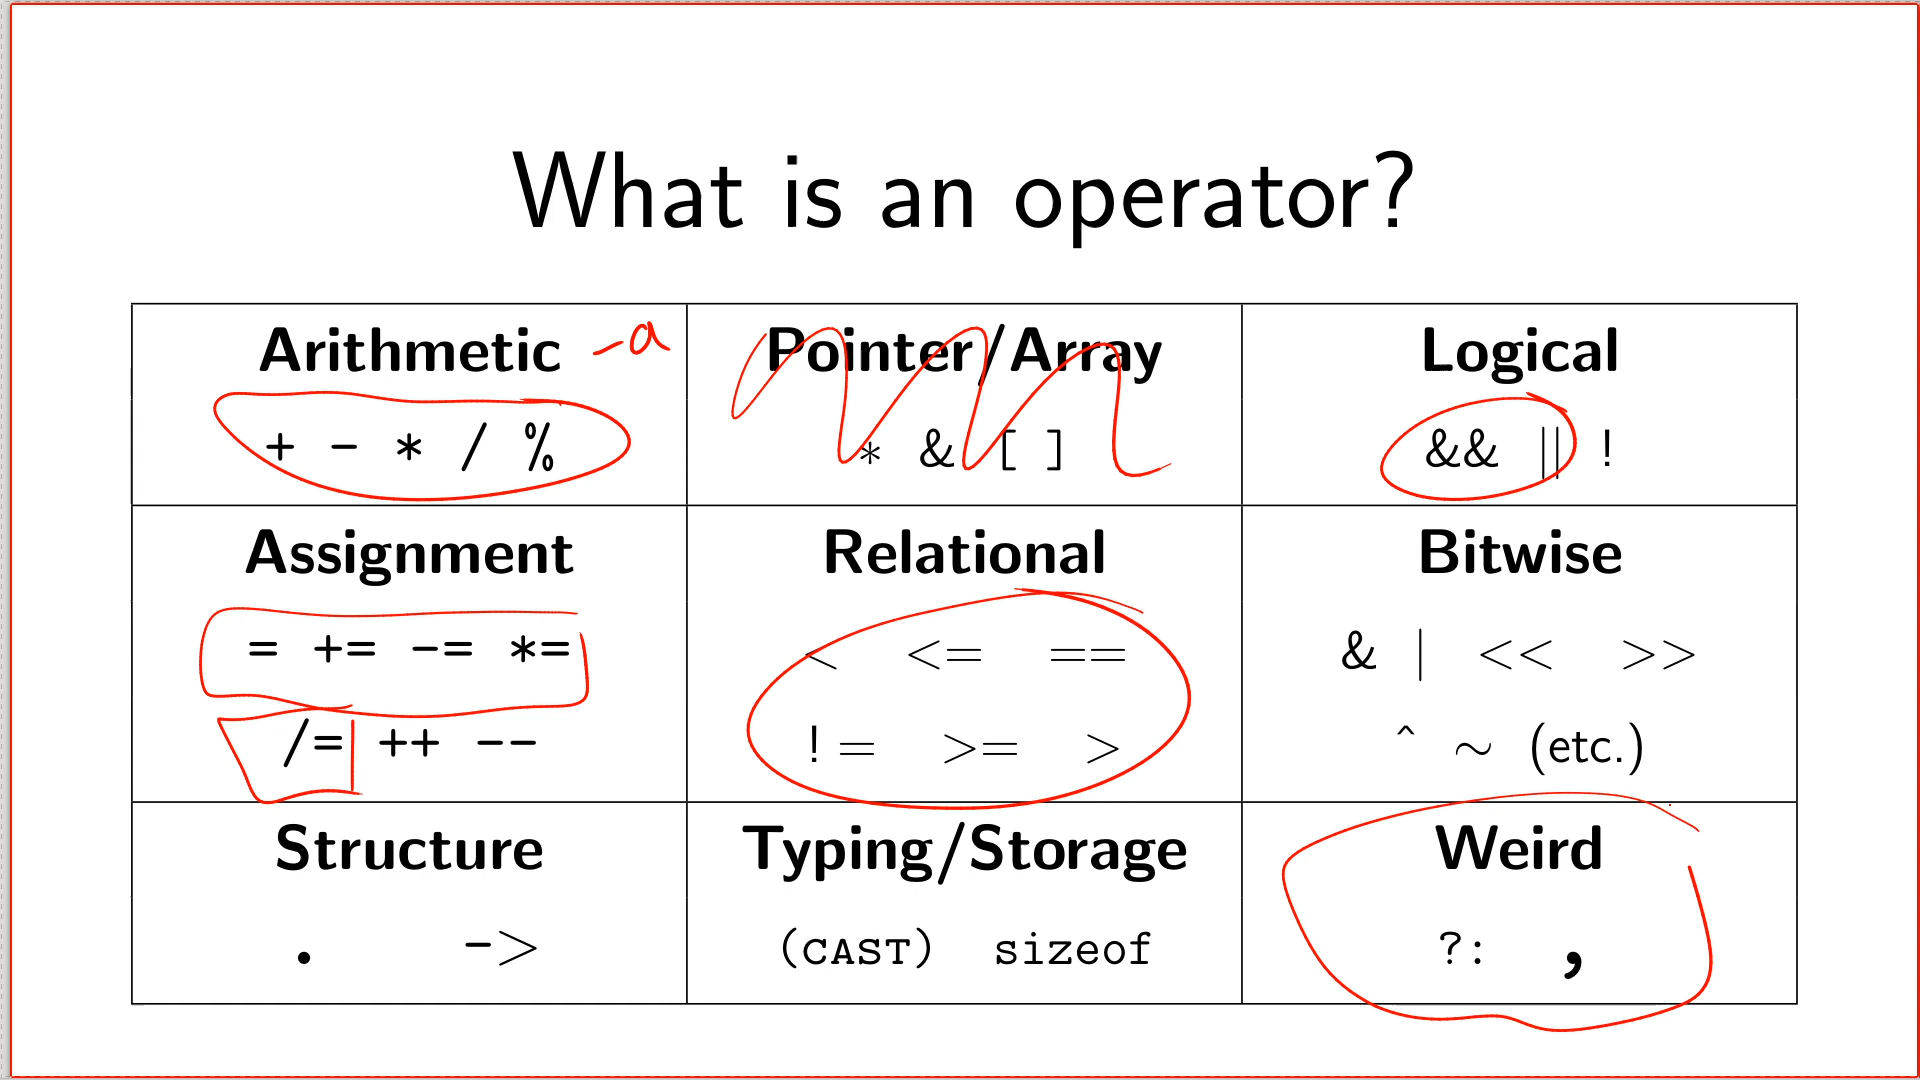 What is an operator?
Arithmetic -a
+ - * / %
Pointer/Array
* & [ ]
Logical
&& || !
Assignment
= += -= *=
/= ++ --
Relational
< <= ==
!= >= >
Bitwise
& | << >>
^ ~ (etc.)
Structure
. ->
Typing/Storage
(CAST) sizeof
Weird
?: ,